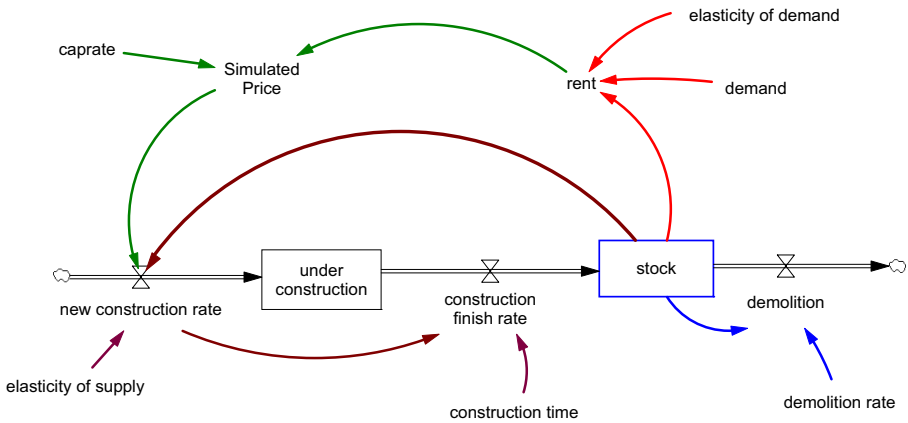 elasticity of demand
caprate
Simulated
Price
rent
demand
under
construction
stock
new construction rate
construction
finish rate
demolition
elasticity of supply
construction time
demolition rate